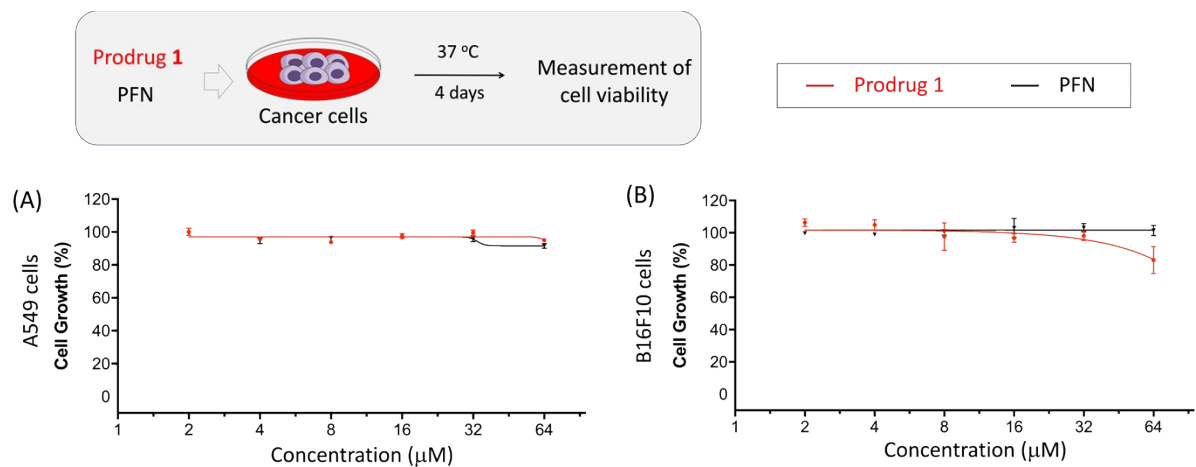 Prodrug 1
PFN
Cancer cells
37 °C
4 days
Measurement of
cell viability
Prodrug 1
PFN
(A)
A549 cells
Cell Growth (%)
120
100
80
60
40
20
0
1 2 4 8 16 32 64
Concentration (μM)
(B)
B16F10 cells
Cell Growth (%)
120
100
80
60
40
20
0
1 2 4 8 16 32 64
Concentration (μM)